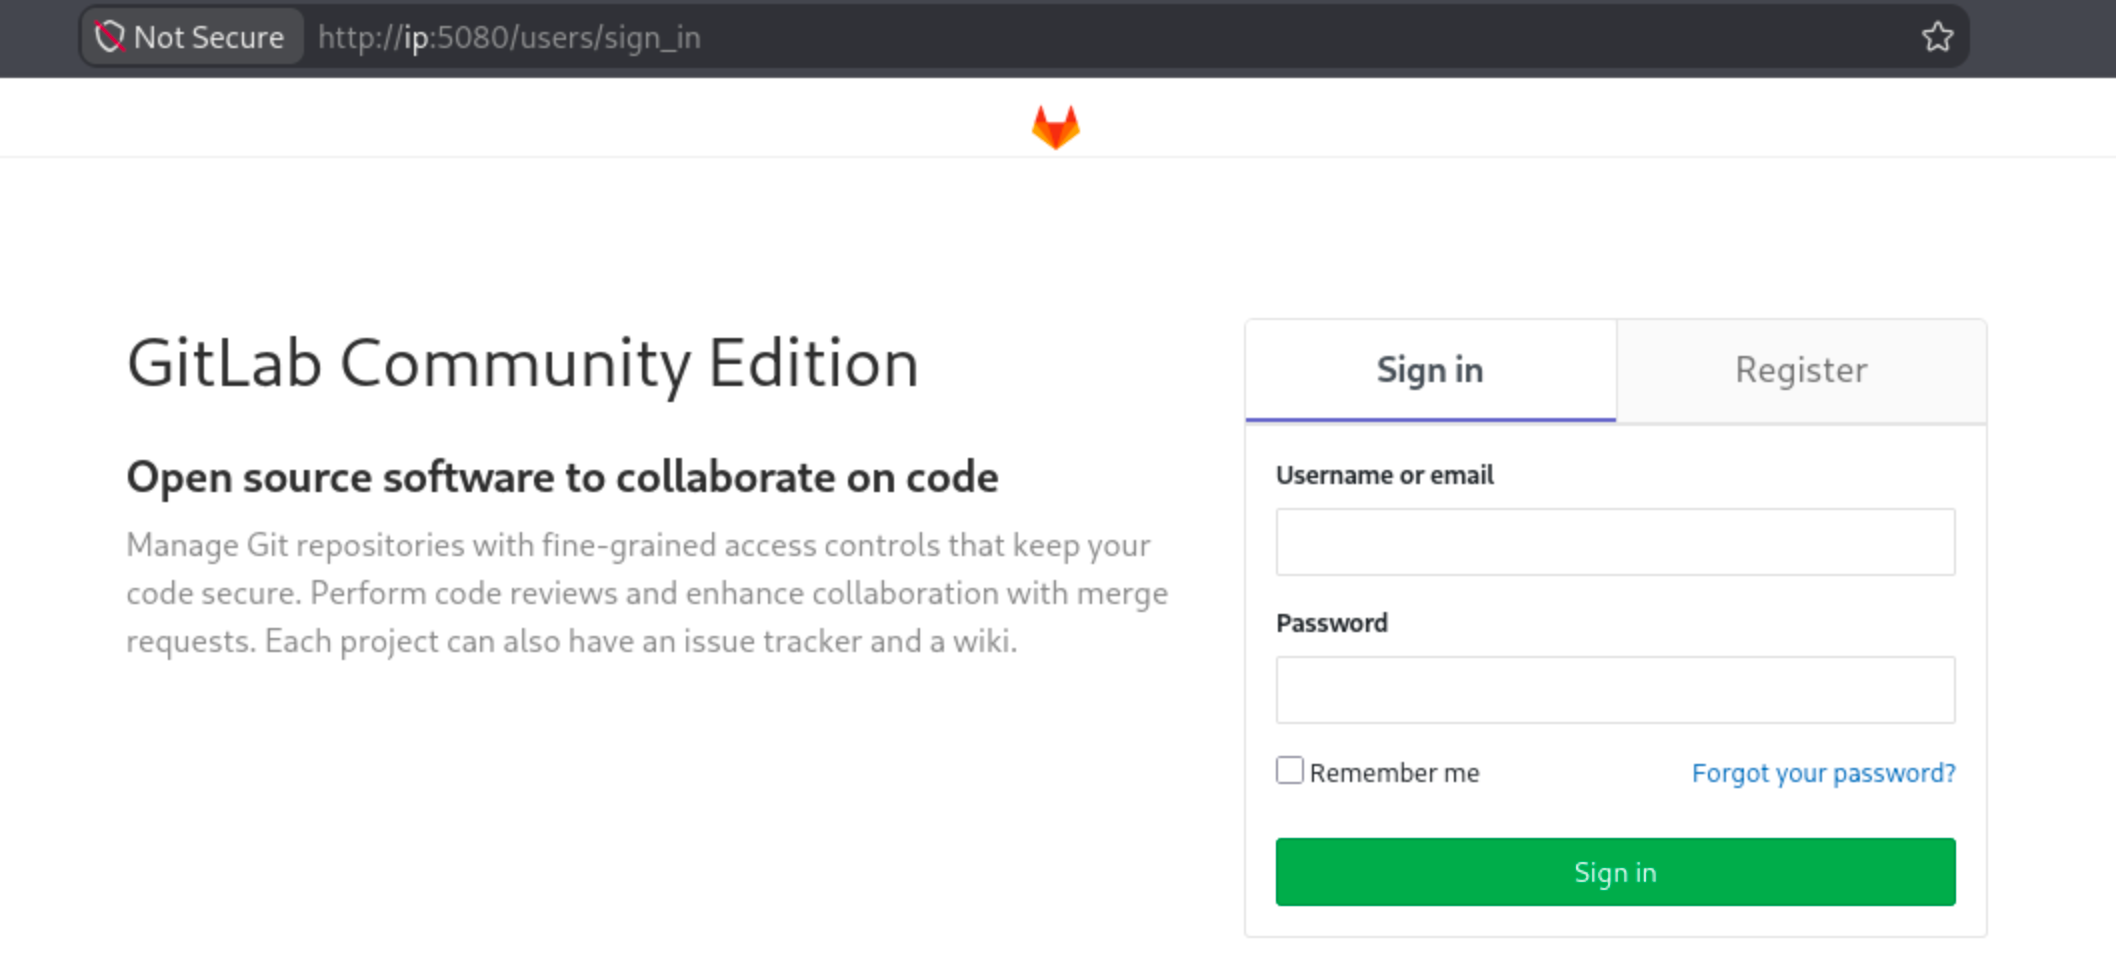 Not Secure http://ip:5080/users/sign_in
GitLab Community Edition
Open source software to collaborate on code
Manage Git repositories with fine-grained access controls that keep your
code secure. Perform code reviews and enhance collaboration with merge
requests. Each project can also have an issue tracker and a wiki.
Sign in Register
Username or email
Password
Remember me Forgot your password?
Sign in